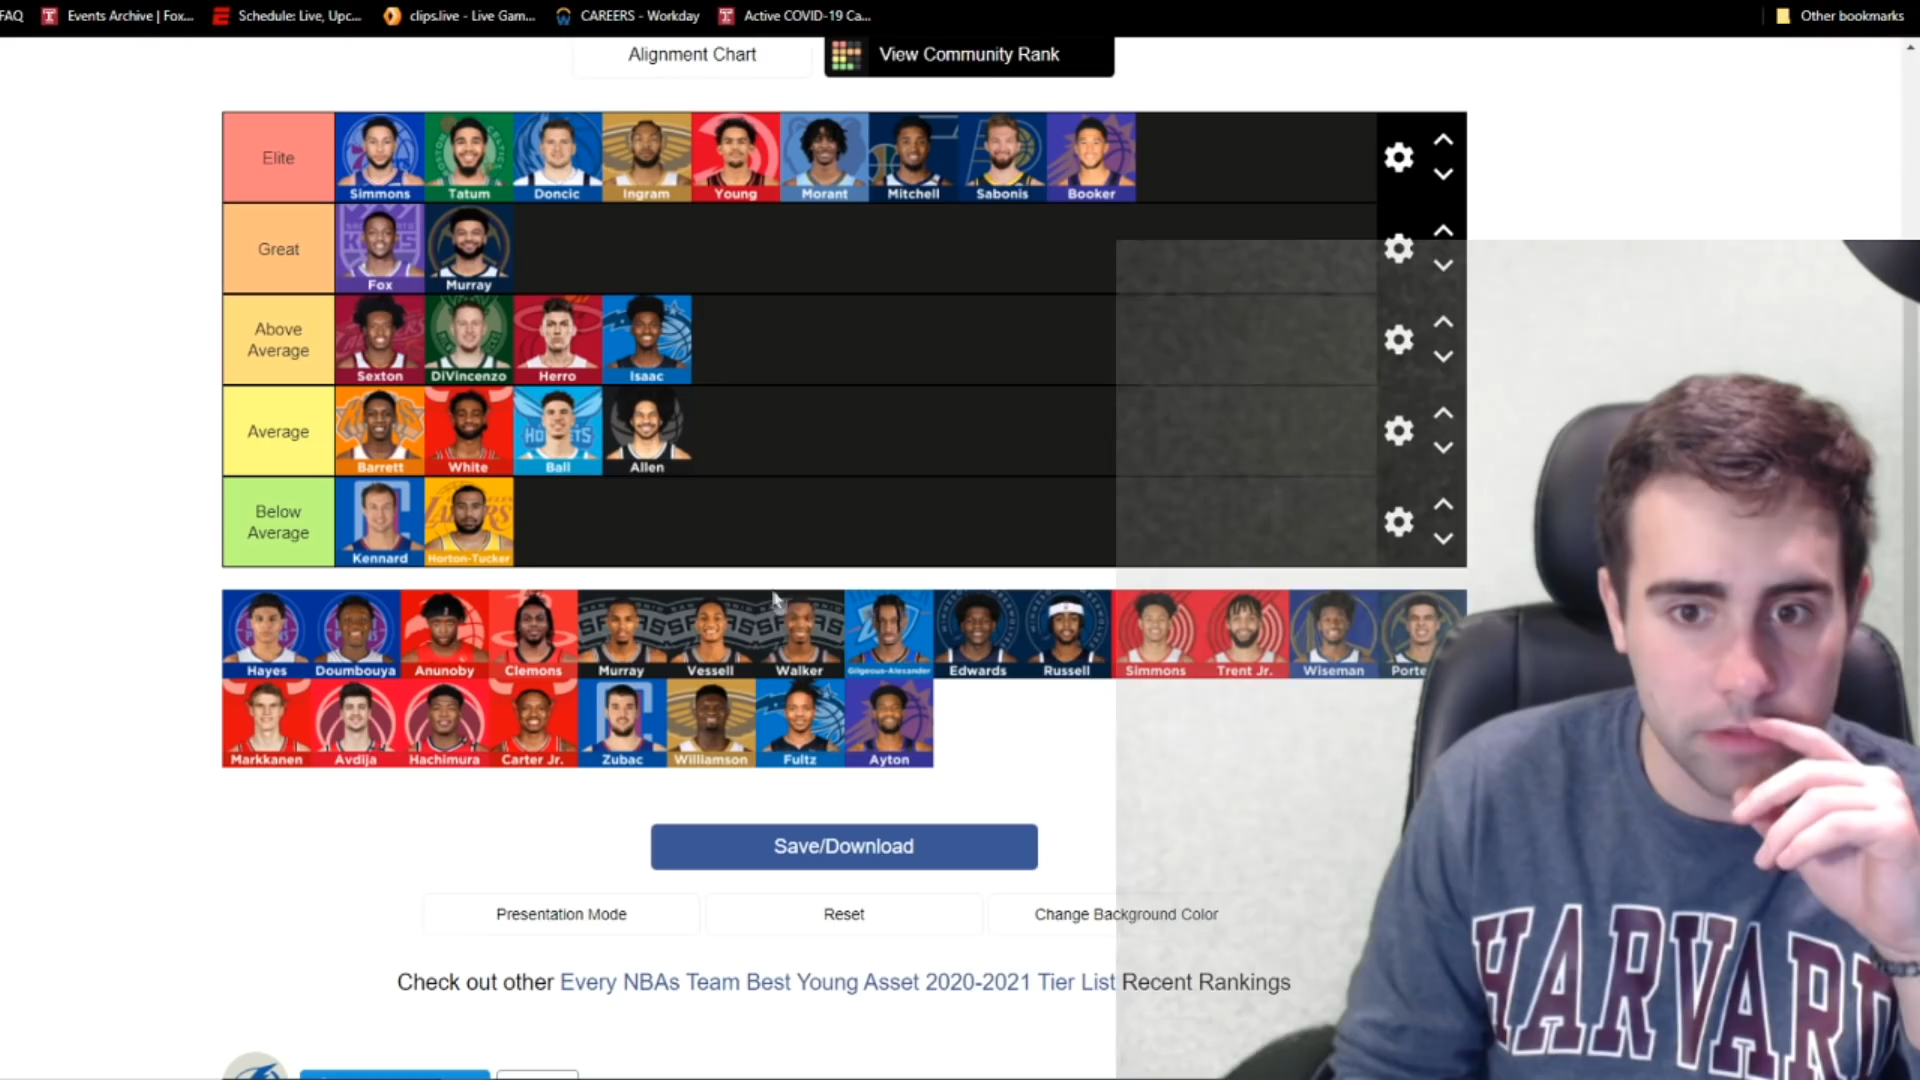 FAQ Events Archive | Fox... Schedule: Live, Upc... clips.live - Live Gam... CAREERS - Workday Active COVID-19 Ca... Other bookmarks
Alignment Chart View Community Rank
Elite
Simmons Tatum Doncic Ingram Young Morant Mitchell Sabonis Booker
Great
Fox Murray
Above
Average
Sexton DiVincenzo Herro Isaac
Average
Barrett White Ball Allen
Below
Average
Kennard Horton-Tucker
Hayes Doumbouya Anunoby Clemons Murray Vessell Walker Gilgeous-Alexander Edwards Russell Simmons Trent Jr. Wiseman Porte
Markkanen Avdija Hachimura Carter Jr. Zubac Williamson Fultz Ayton
Save/Download
Presentation Mode Reset Change Background Color
Check out other Every NBAs Team Best Young Asset 2020-2021 Tier List Recent Rankings
HARVARD